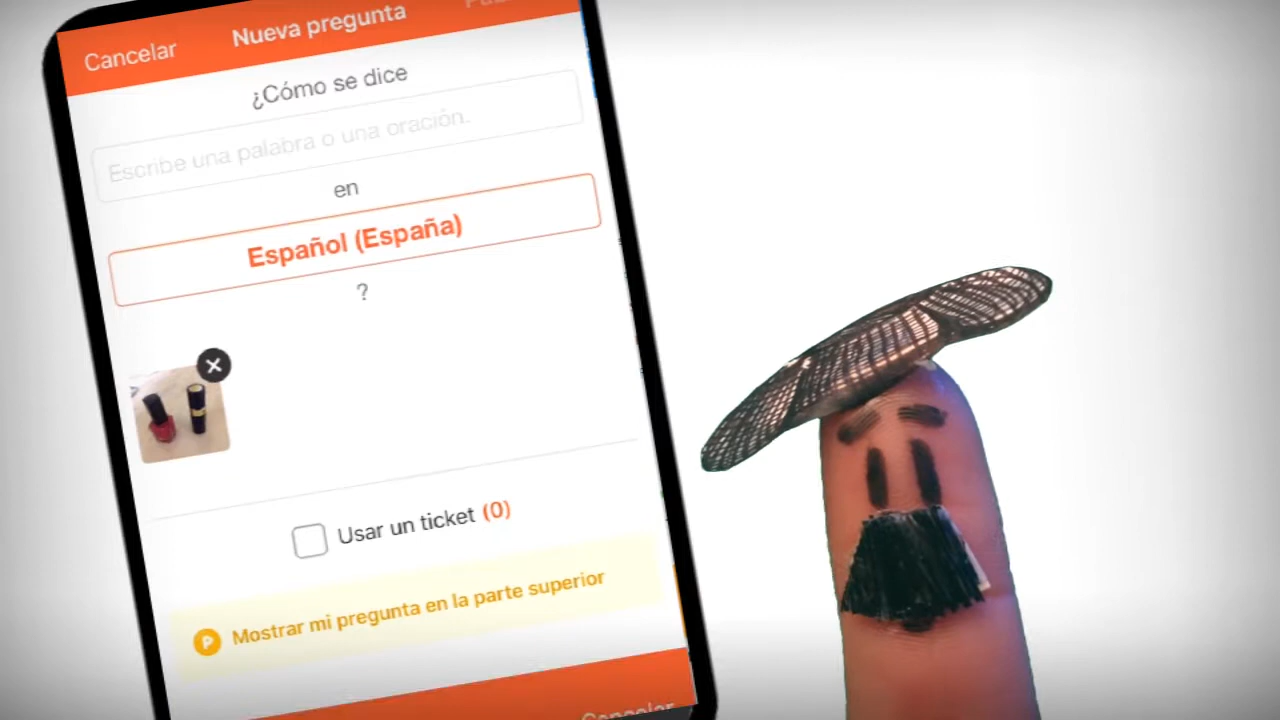 Cancelar
Nueva pregunta
¿Cómo se dice
Escribe una palabra o una oración.
en
Español (España)
?
Usar un ticket (0)
P Mostrar mi pregunta en la parte superior
Cancelar